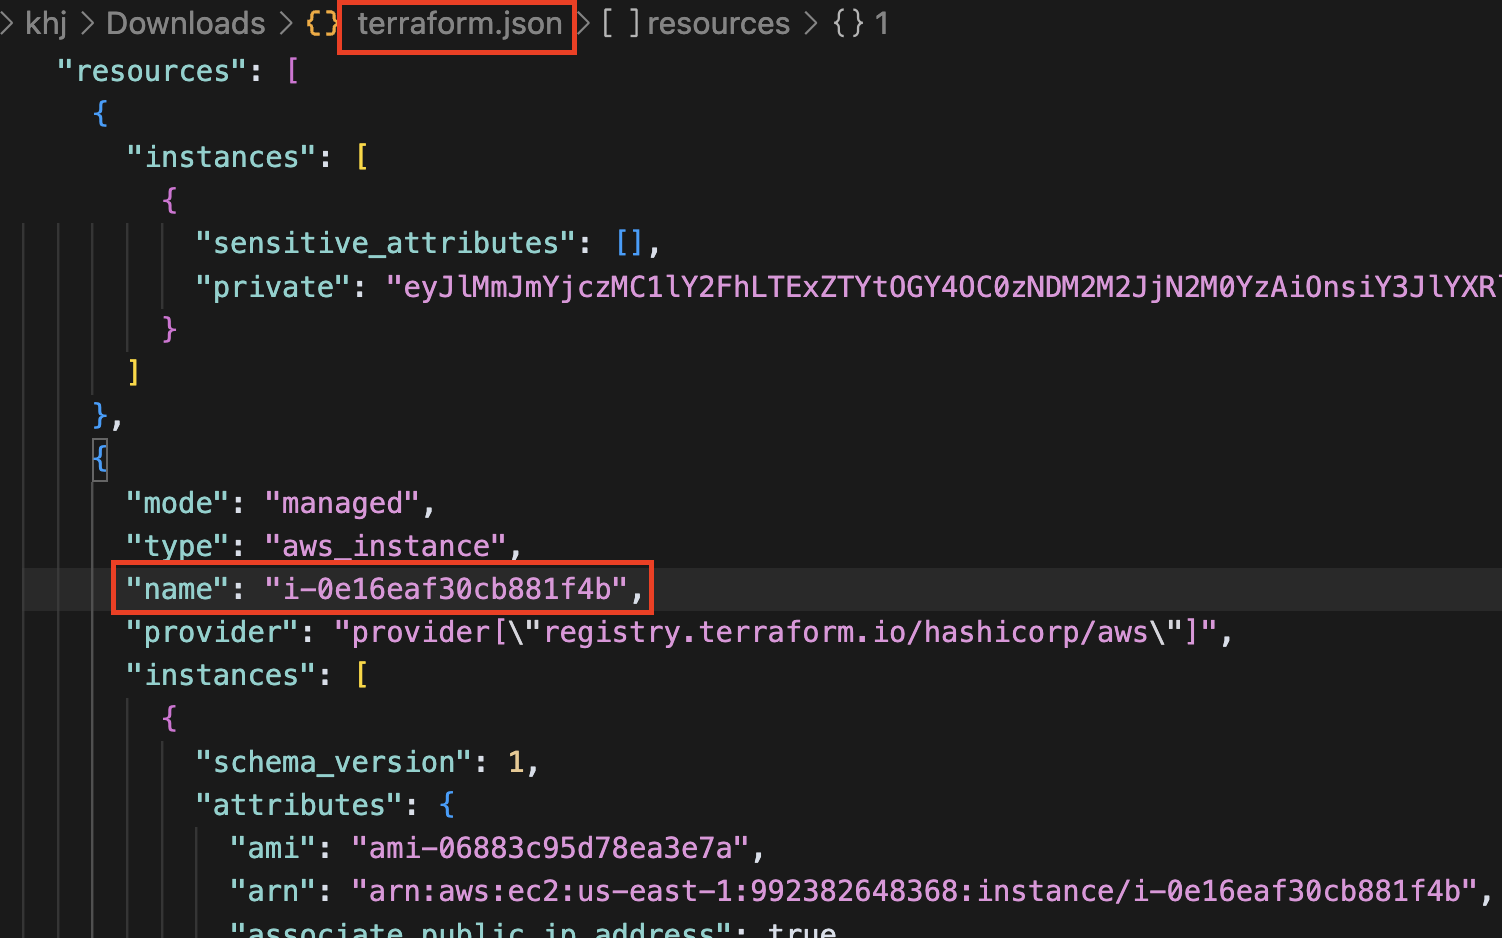 > khj > Downloads > {} terraform.json > [ ] resources > {} 1
"resources": [
{
"instances": [
{
"sensitive_attributes": [],
"private": "eyJlMmJmYjczMC1lY2FhLTExZTYtOGY4OC0zNDM2M2JjN2M0YzAiOnsiY3JlYXRl
}
]
},
{
"mode": "managed",
"type": "aws_instance",
"name": "i-0e16eaf30cb881f4b",
"provider": "provider[\"registry.terraform.io/hashicorp/aws\"]",
"instances": [
{
"schema_version": 1,
"attributes": {
"ami": "ami-06883c95d78ea3e7a",
"arn": "arn:aws:ec2:us-east-1:992382648368:instance/i-0e16eaf30cb881f4b",
"associate_public_ip_address": true